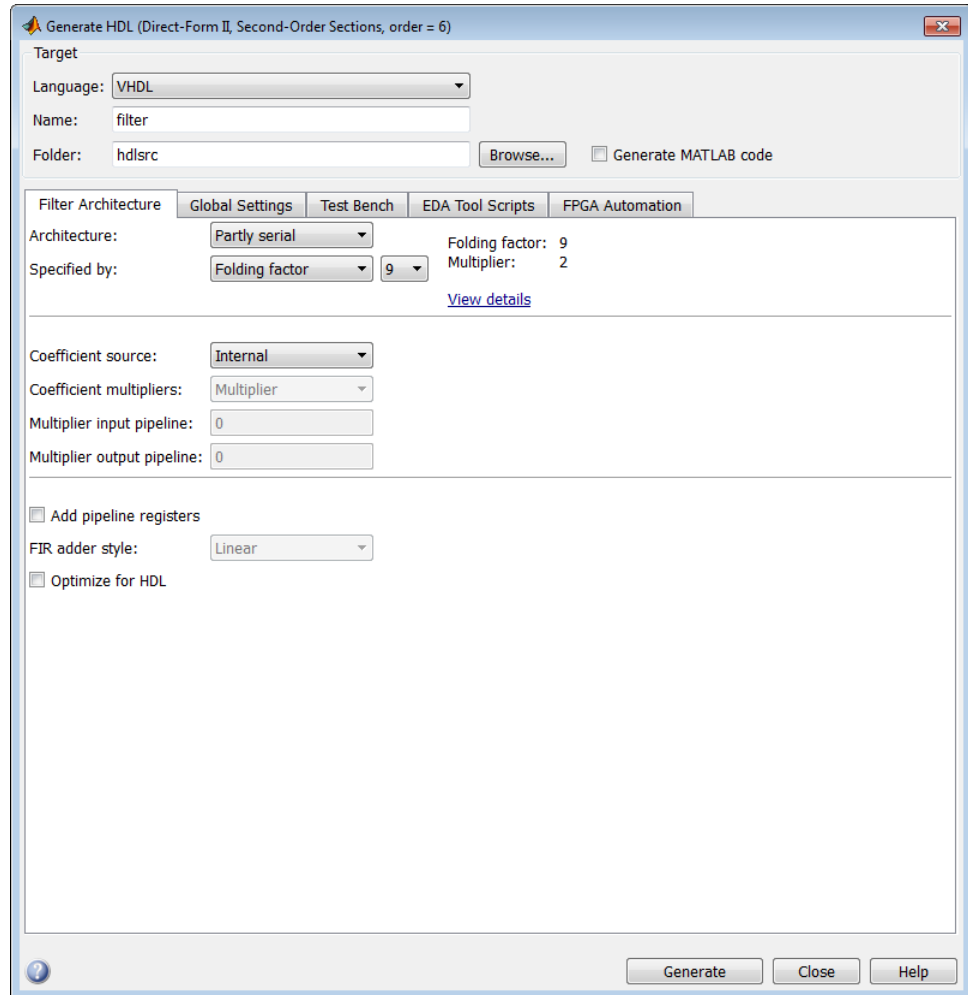 Generate HDL (Direct-Form II, Second-Order Sections, order = 6)
Target
Language: VHDL
Name: filter
Folder: hdlsrc Browse... Generate MATLAB code
Filter Architecture Global Settings Test Bench EDA Tool Scripts FPGA Automation
Architecture: Partly serial Folding factor: 9
Specified by: Folding factor 9 Multiplier: 2
View details
Coefficient source: Internal
Coefficient multipliers: Multiplier
Multiplier input pipeline: 0
Multiplier output pipeline: 0
Add pipeline registers
FIR adder style: Linear
Optimize for HDL
? Generate Close Help